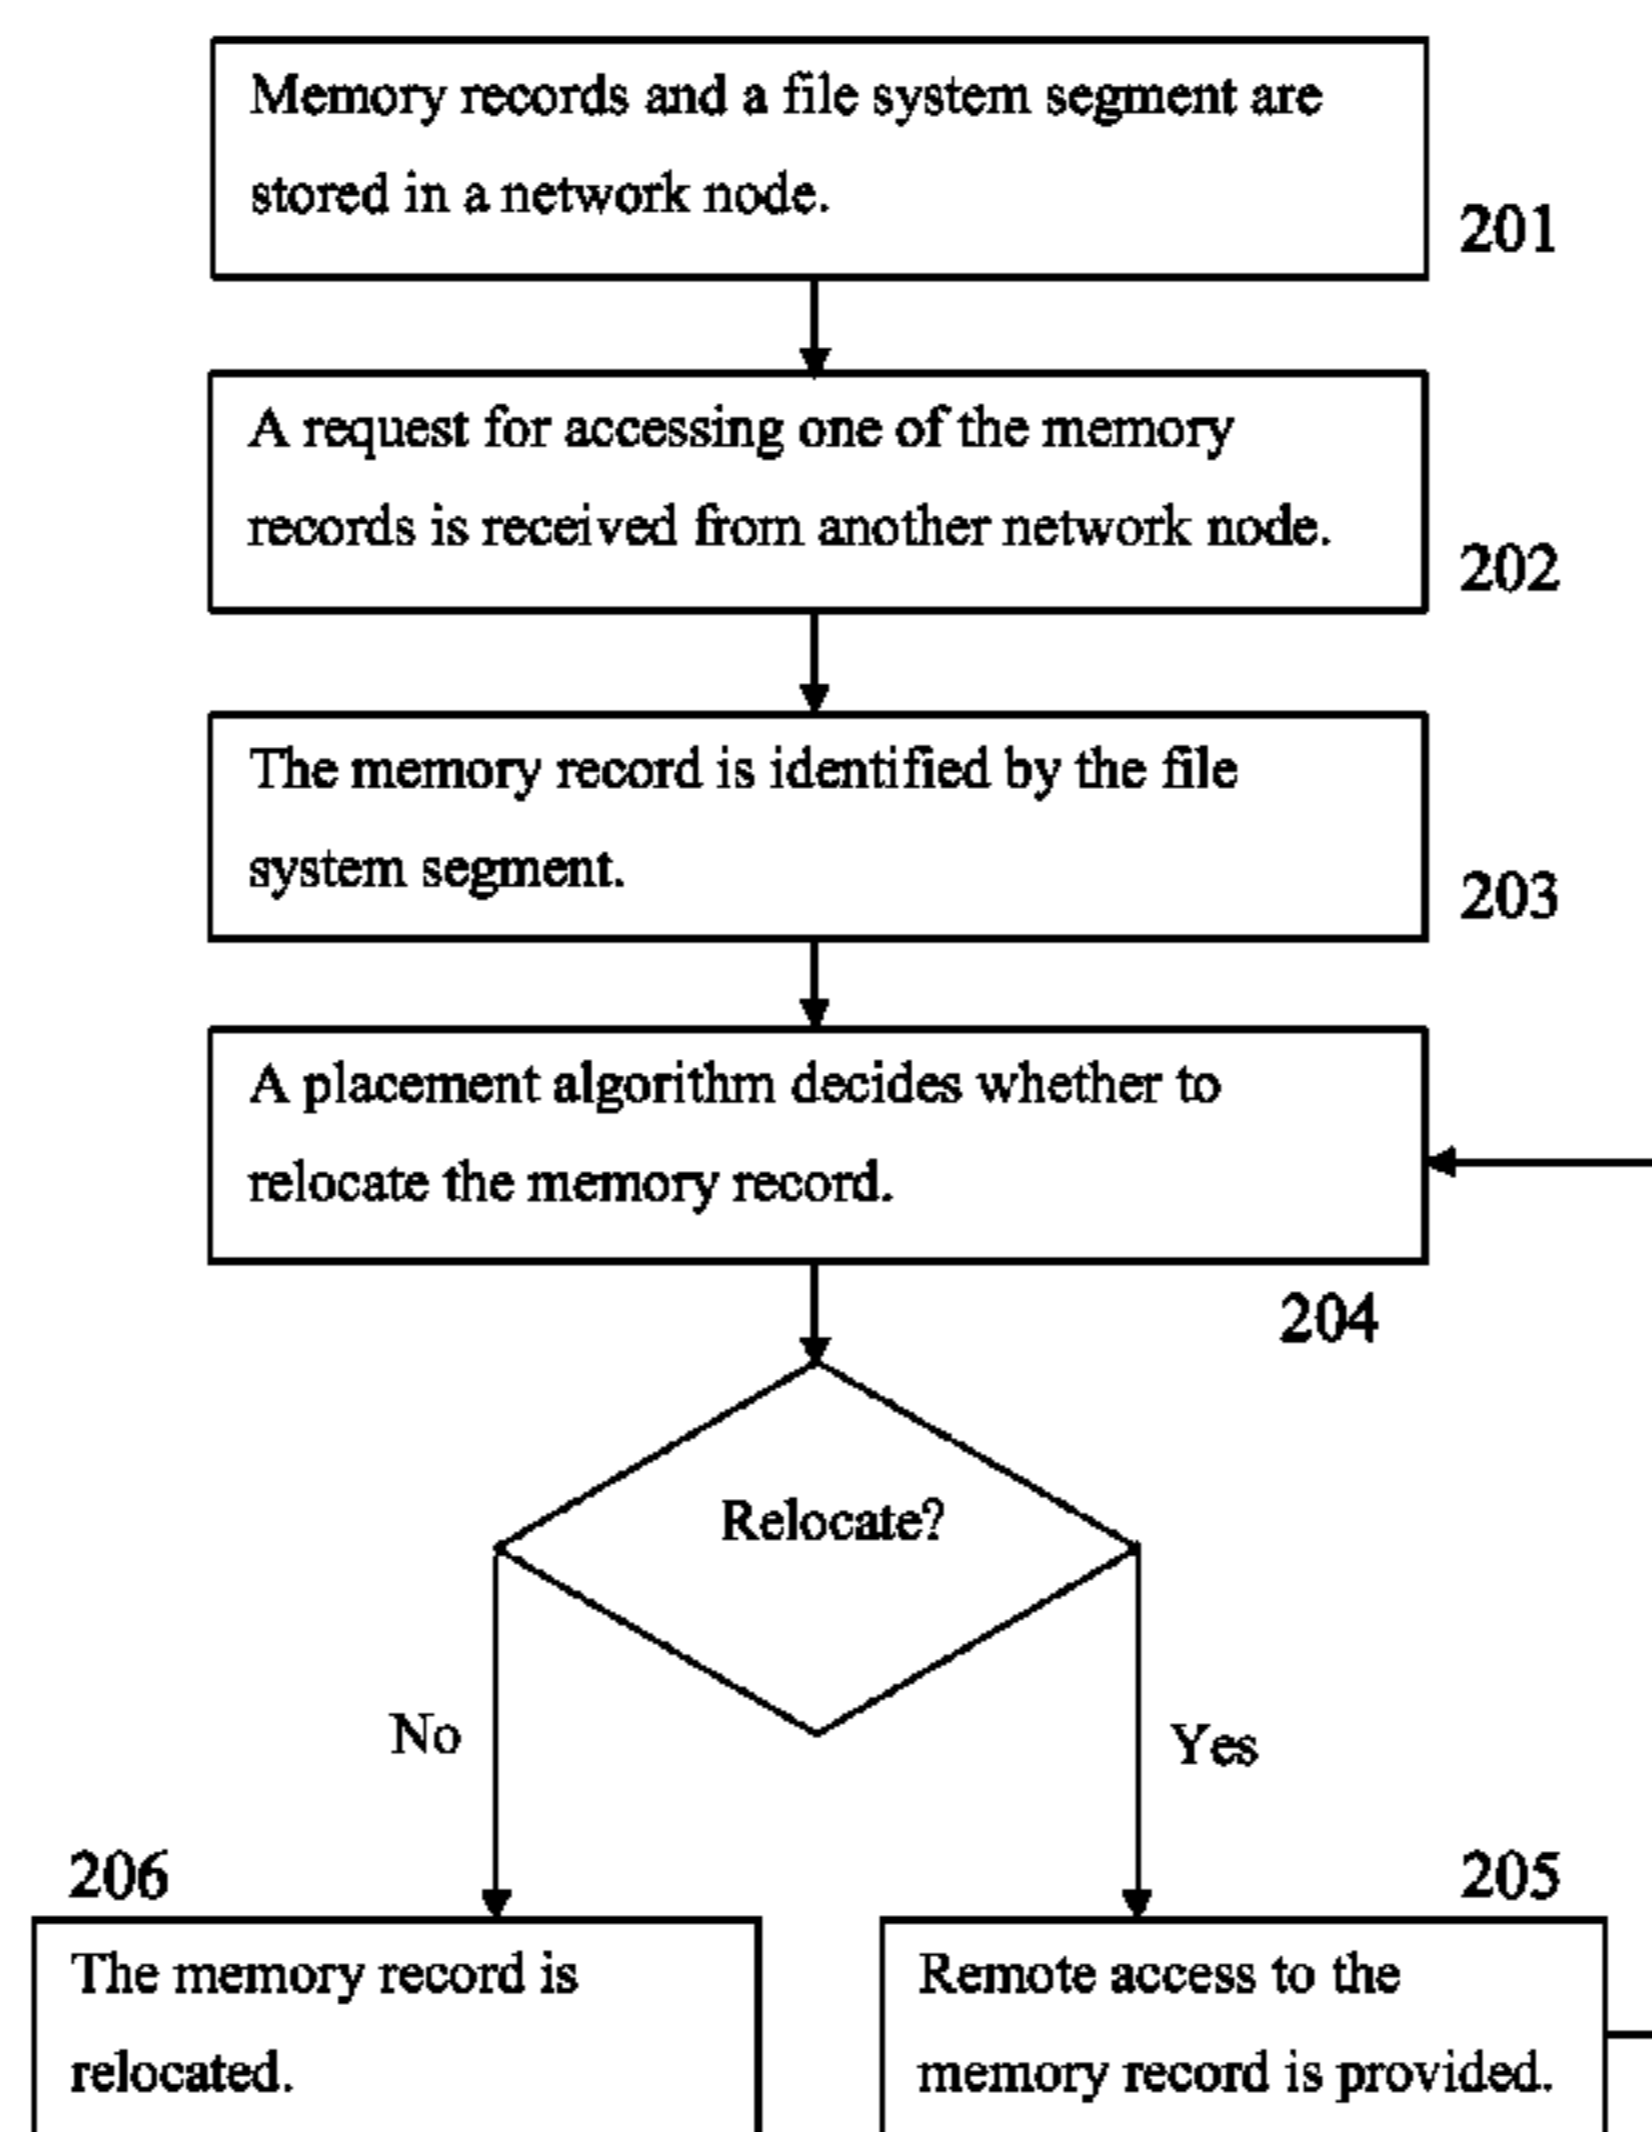 Memory records and a file system segment are
stored in a network node.
201
A request for accessing one of the memory
records is received from another network node.
202
The memory record is identified by the file
system segment.
203
A placement algorithm decides whether to
relocate the memory record.
204
Relocate?
No
Yes
206
205
The memory record is
relocated.
Remote access to the
memory record is provided.